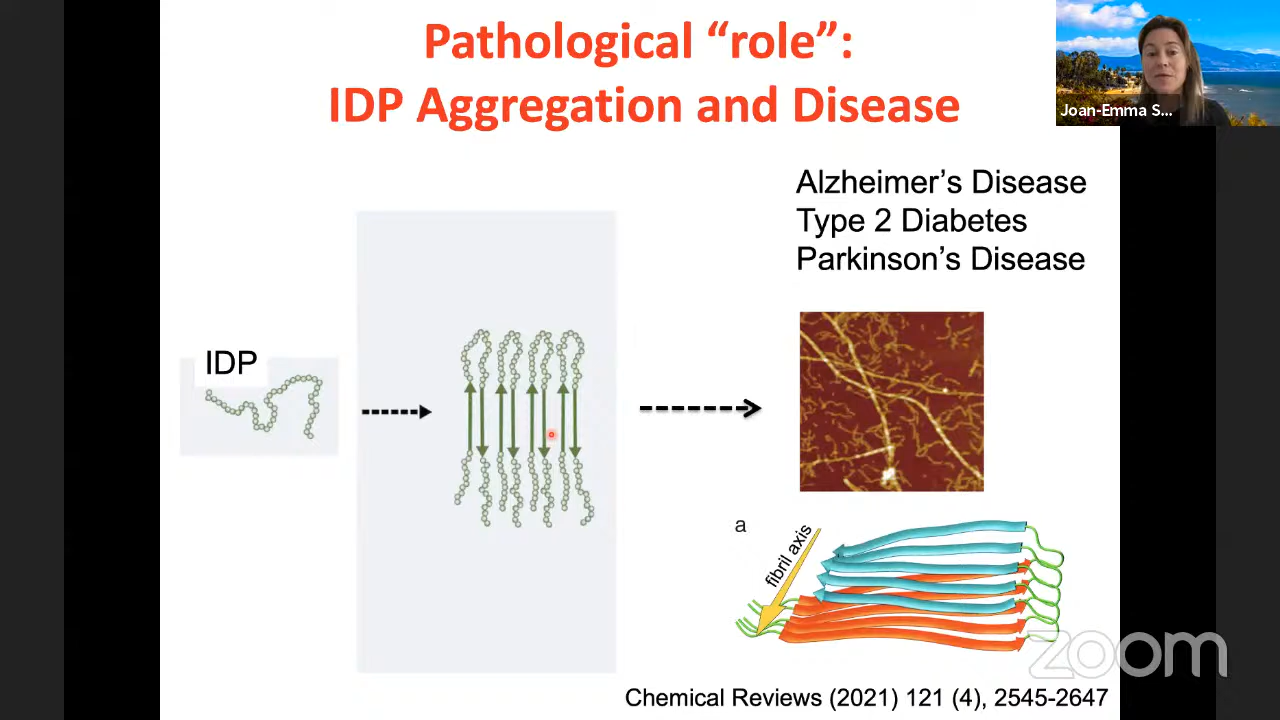 Pathological “role”:
IDP Aggregation and Disease
Joan-Emma S...
Alzheimer’s Disease
Type 2 Diabetes
Parkinson’s Disease
IDP
a
fibril axis
zoom
Chemical Reviews (2021) 121 (4), 2545-2647